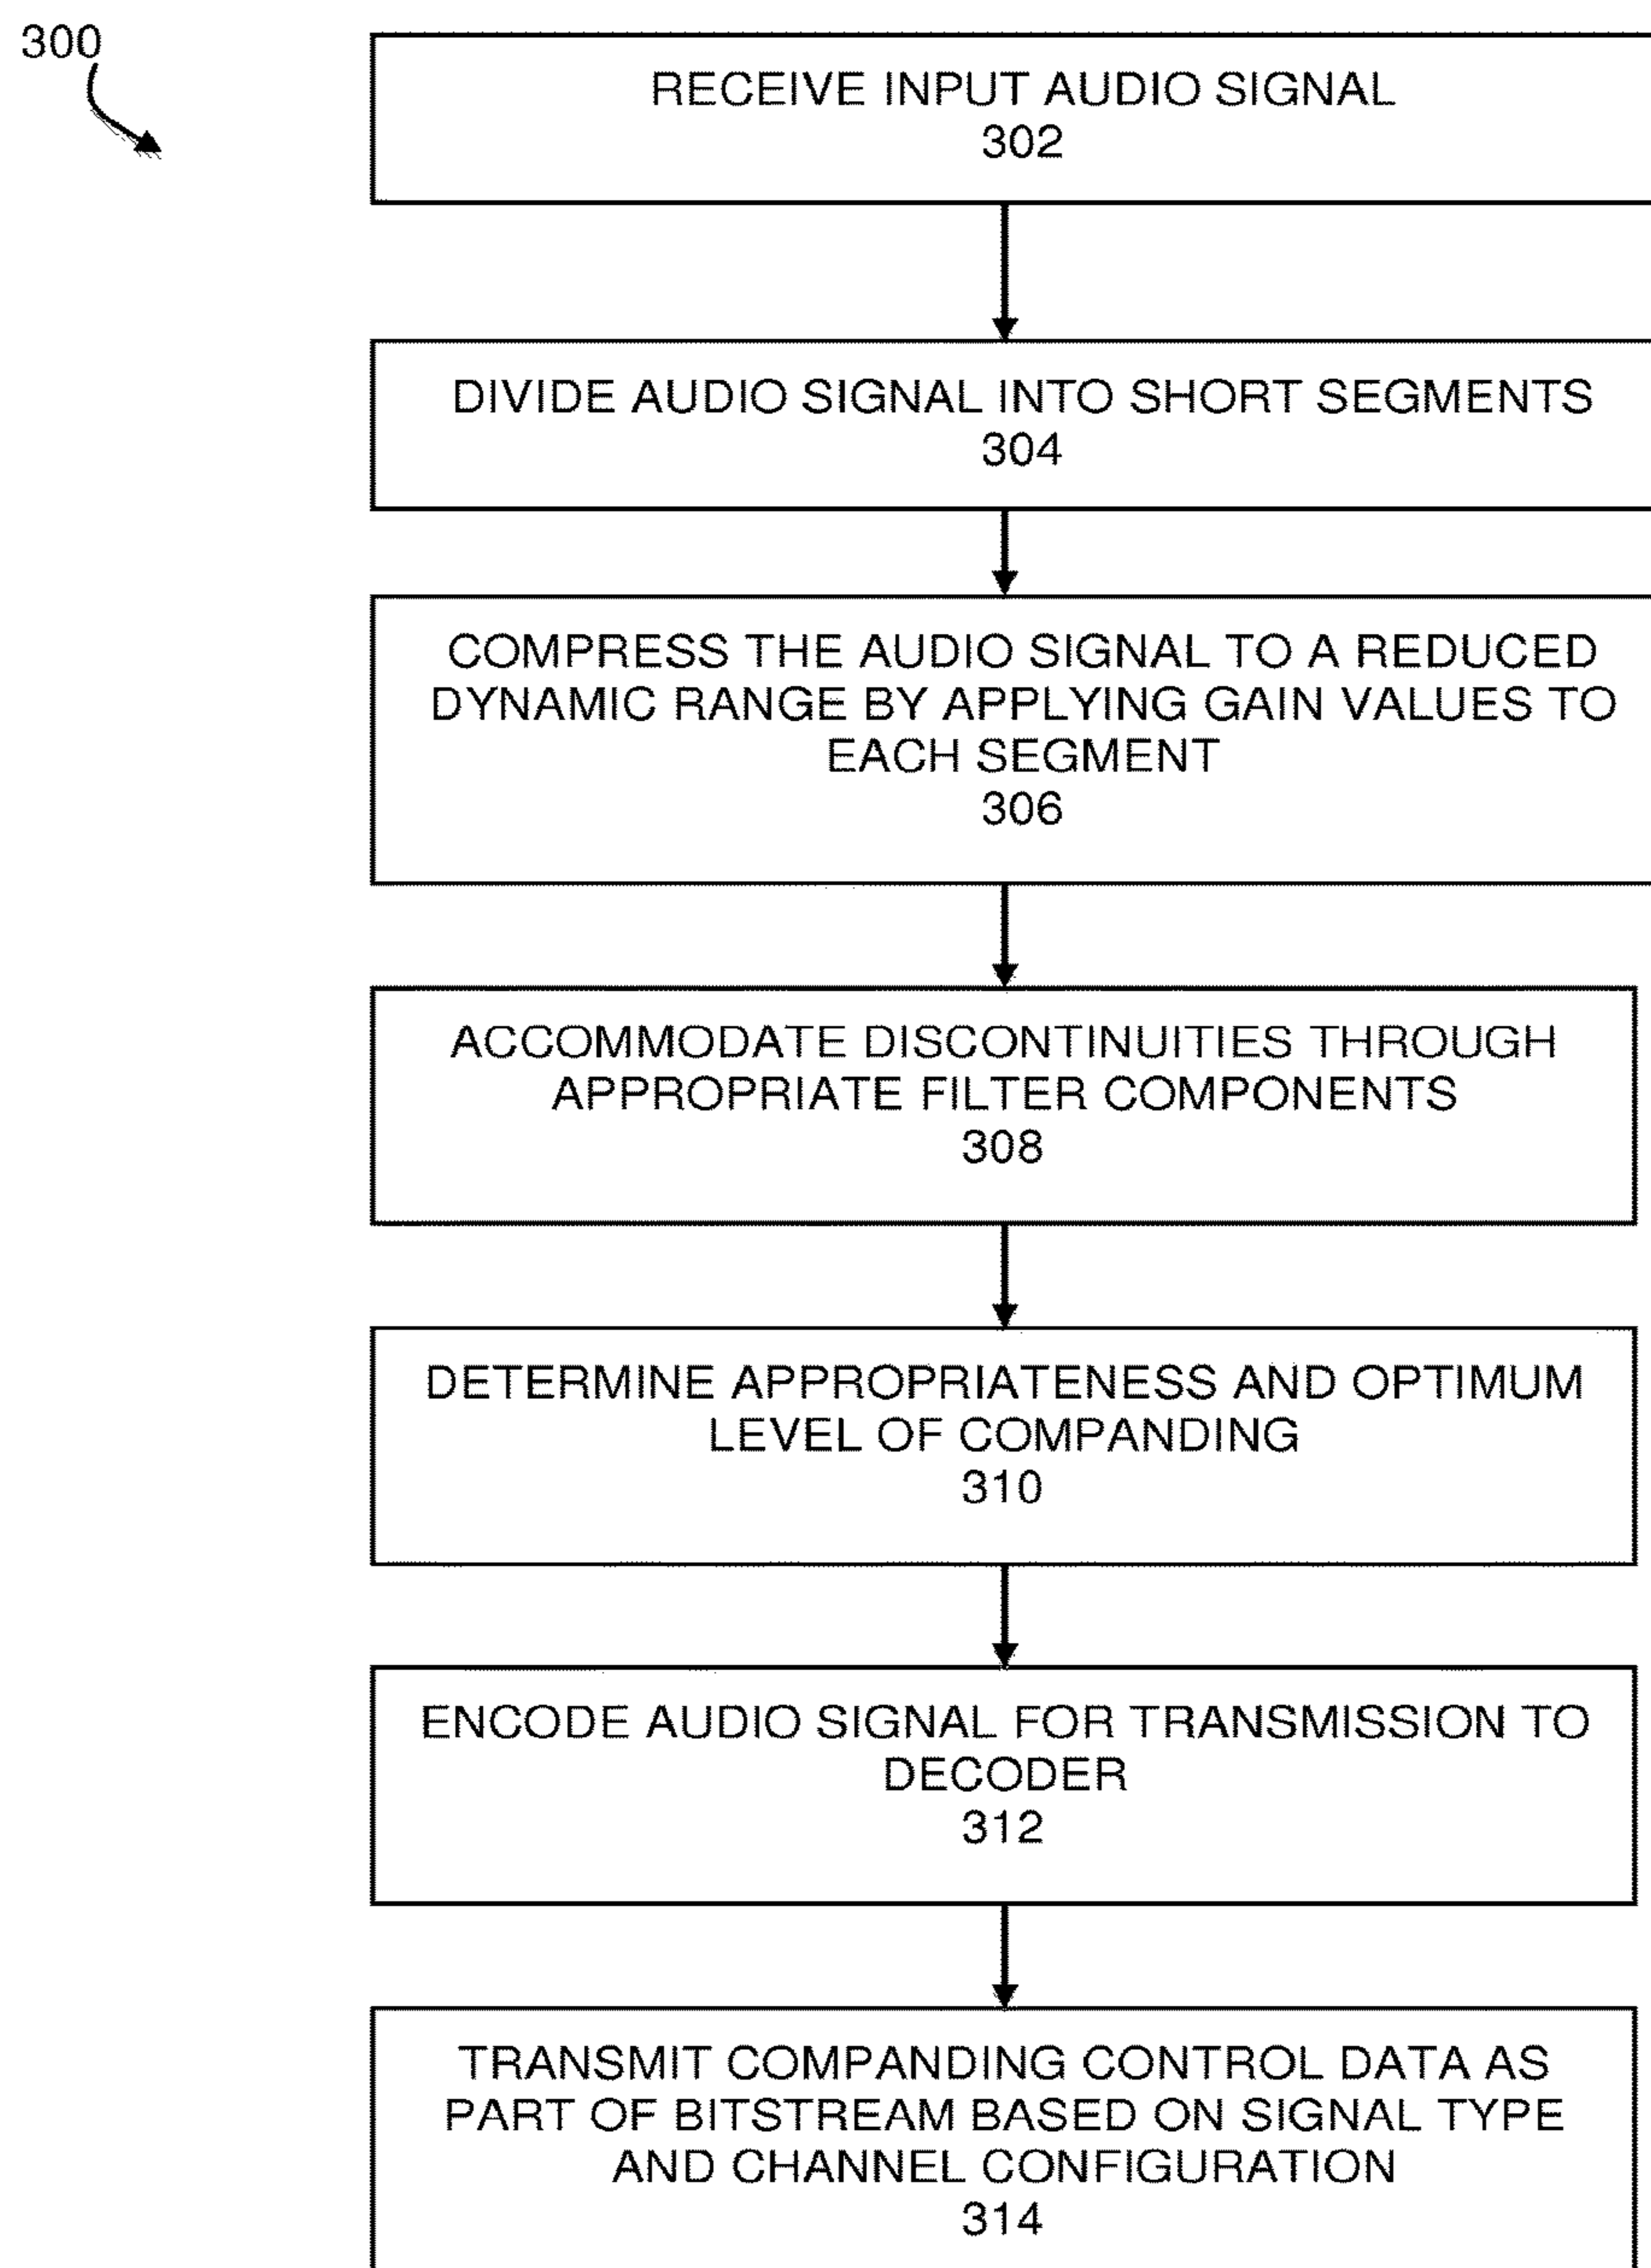 300
RECEIVE INPUT AUDIO SIGNAL
302
DIVIDE AUDIO SIGNAL INTO SHORT SEGMENTS
304
COMPRESS THE AUDIO SIGNAL TO A REDUCED
DYNAMIC RANGE BY APPLYING GAIN VALUES TO
EACH SEGMENT
306
ACCOMMODATE DISCONTINUITIES THROUGH
APPROPRIATE FILTER COMPONENTS
308
DETERMINE APPROPRIATENESS AND OPTIMUM
LEVEL OF COMPANDING
310
ENCODE AUDIO SIGNAL FOR TRANSMISSION TO
DECODER
312
TRANSMIT COMPANDING CONTROL DATA AS
PART OF BITSTREAM BASED ON SIGNAL TYPE
AND CHANNEL CONFIGURATION
314